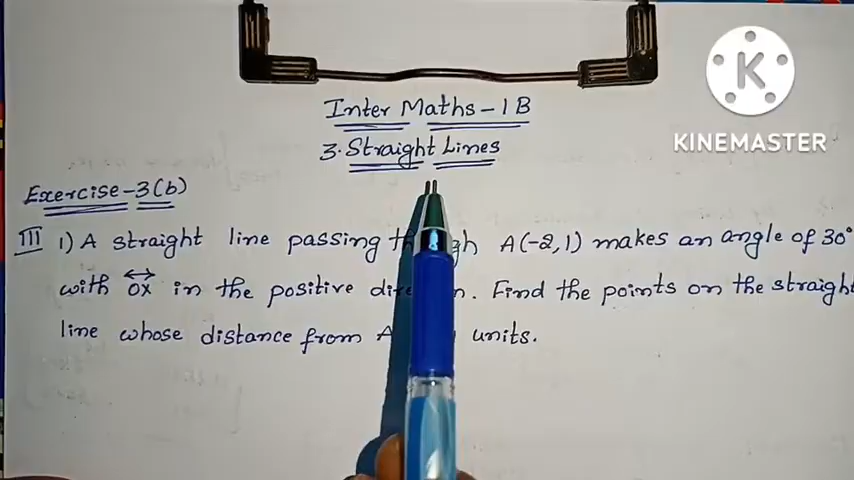 Inter Maths - 1B
3. Straight Lines
Exercise - 3(b)
III 1) A straight line passing A(-2,1) makes an angle of 30°
with OX in the positive. Find the points on the straight
line whose distance from A units.
KINEMASTER